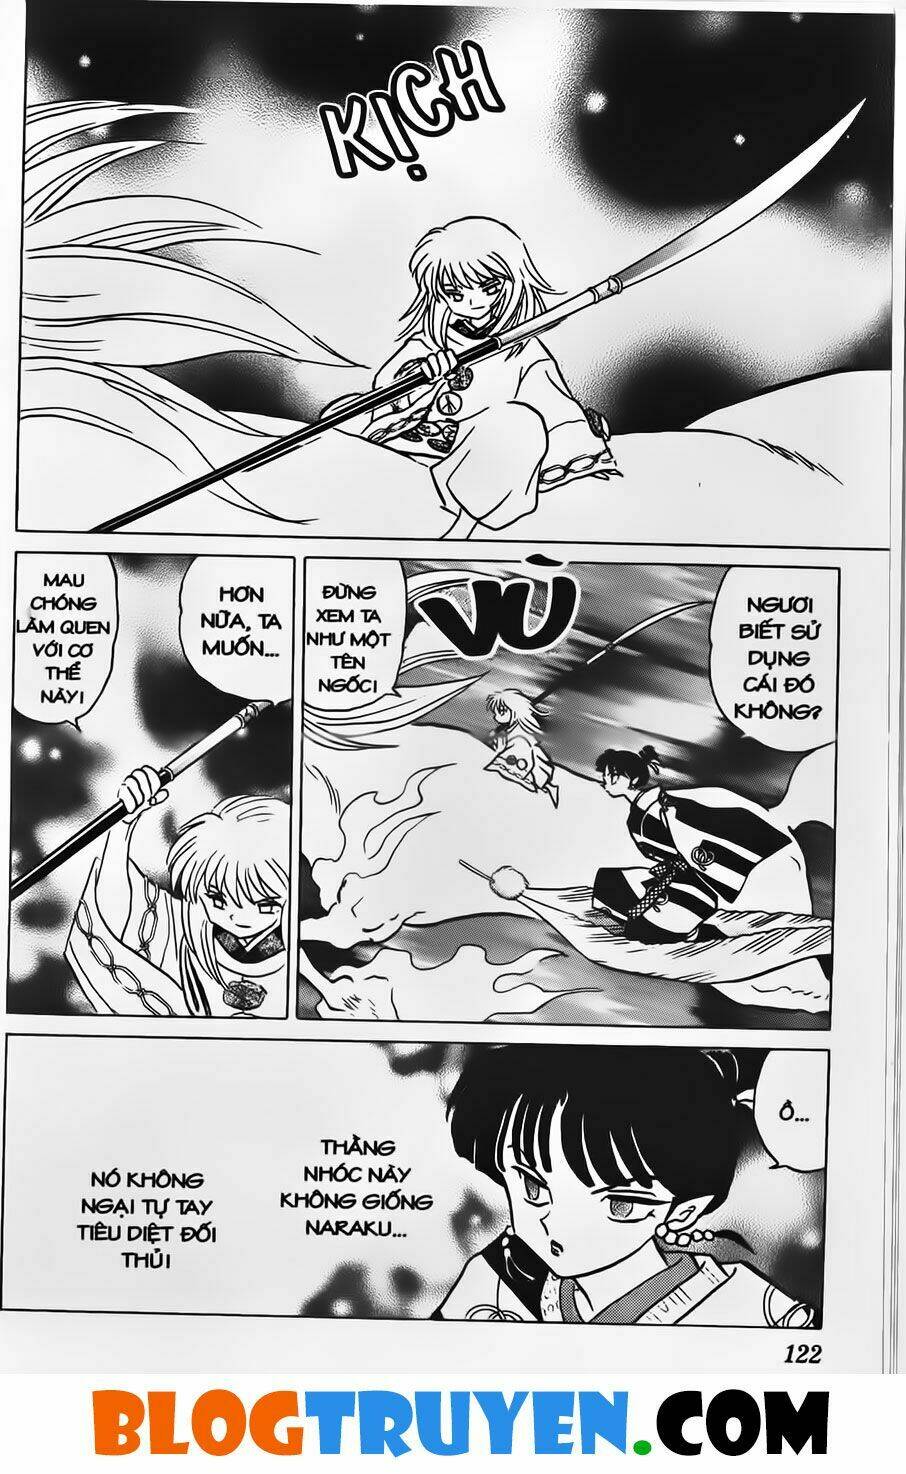 KỊCH
NGƯƠI
BIẾT SỬ
DỤNG
CÁI ĐÓ
KHÔNG?
VÙ
ĐỪNG
XEM TA
NHƯ MỘT
TÊN
NGỐC!
HƠN
NỮA, TA
MUỐN...
MAU
CHÓNG
LÀM QUEN
VỚI CƠ
THỂ
NÀY!
Ồ...
THẰNG
NHÓC NÀY
KHÔNG GIỐNG
NARAKU...
NÓ KHÔNG
NGẠI TỰ TAY
TIÊU DIỆT ĐỐI
THỦ!
122
BLOGTRUYEN.COM